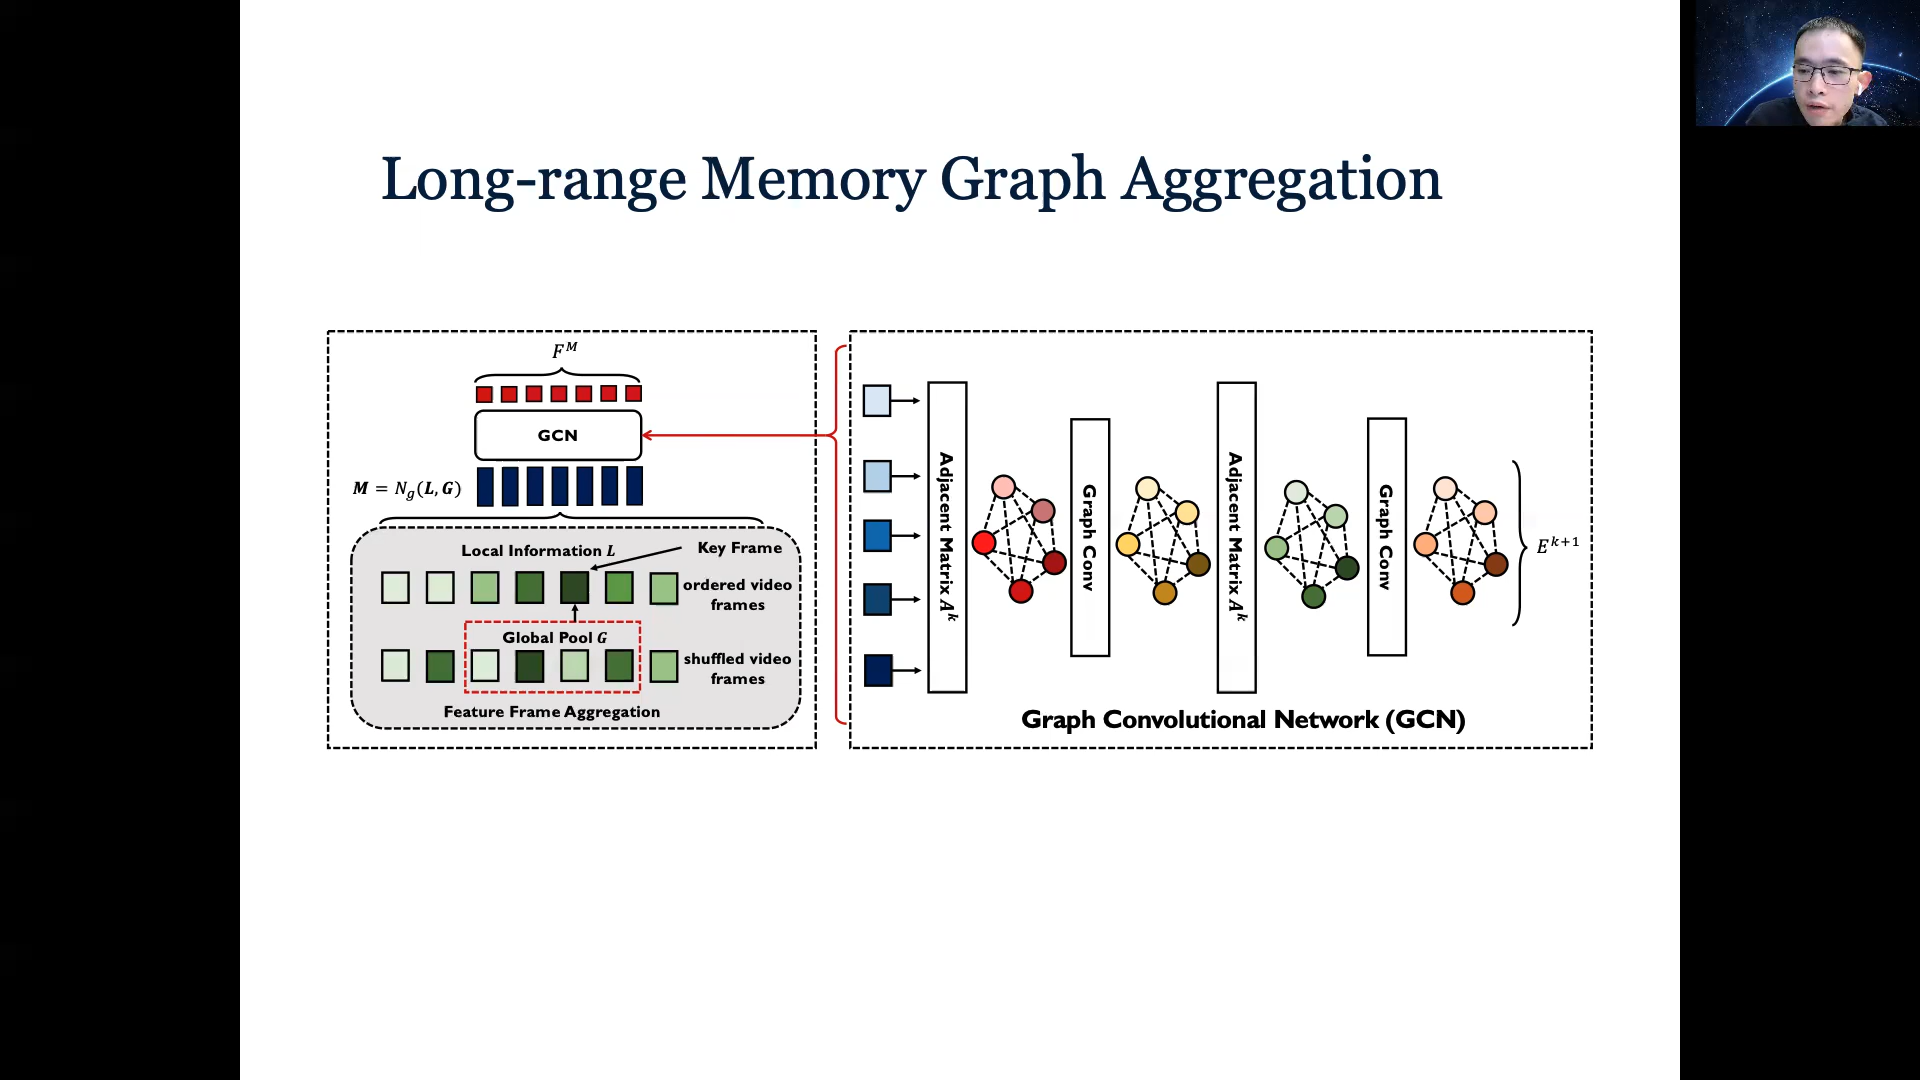 Long-range Memory Graph Aggregation
F^M
GCN
M = N_g(L, G)
Local Information L
Key Frame
ordered video
frames
Global Pool G
shuffled video
frames
Feature Frame Aggregation
Adjacent Matrix A^k
Graph Conv
Adjacent Matrix A^k
Graph Conv
E^{k+1}
Graph Convolutional Network (GCN)